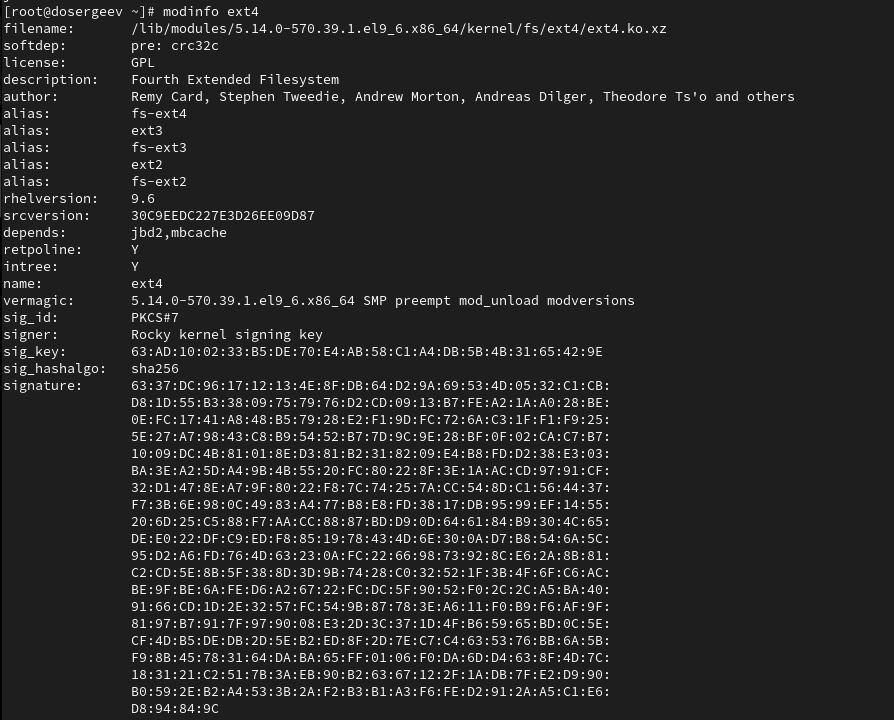 [root@dosergeev ~]# modinfo ext4
filename:       /lib/modules/5.14.0-570.39.1.el9_6.x86_64/kernel/fs/ext4/ext4.ko.xz
softdep:        pre: crc32c
license:        GPL
description:    Fourth Extended Filesystem
author:         Remy Card, Stephen Tweedie, Andrew Morton, Andreas Dilger, Theodore Ts'o and others
alias:          fs-ext4
alias:          ext3
alias:          fs-ext3
alias:          ext2
alias:          fs-ext2
rhelversion:    9.6
srcversion:     30C9EEDC227E3D26EE09D87
depends:        jbd2,mbcache
retpoline:      Y
intree:         Y
name:           ext4
vermagic:       5.14.0-570.39.1.el9_6.x86_64 SMP preempt mod_unload modversions
sig_id:         PKCS#7
signer:         Rocky kernel signing key
sig_key:        63:AD:10:02:33:B5:DE:70:E4:AB:58:C1:A4:DB:5B:4B:31:65:42:9E
sig_hashalgo:   sha256
signature:      63:37:DC:96:17:12:13:4E:8F:DB:64:D2:9A:69:53:4D:05:32:C1:CB:
D8:1D:55:B3:38:09:75:79:76:D2:CD:09:13:B7:FE:A2:1A:A0:28:BE:
0E:FC:17:41:A8:48:B5:79:28:E2:F1:9D:FC:72:6A:C3:1F:F1:F9:25:
5E:27:A7:98:43:C8:B9:54:52:B7:7D:9C:9E:28:BF:0F:02:CA:C7:B7:
10:09:DC:4B:81:01:8E:D3:81:B2:31:82:09:E4:B8:FD:D2:38:E3:03:
BA:3E:A2:5D:A4:9B:4B:55:20:FC:80:22:8F:3E:1A:AC:CD:97:91:CF:
32:D1:47:8E:A7:9F:80:22:F8:7C:74:25:7A:CC:54:8D:C1:56:44:37:
F7:3B:6E:98:0C:49:83:A4:77:B8:E8:FD:38:17:DB:95:99:EF:14:55:
20:6D:25:C5:88:F7:AA:CC:88:87:BD:D9:0D:64:61:84:B9:30:4C:65:
DE:E0:22:DF:C9:ED:F8:85:19:78:43:4D:6E:30:0A:D7:B8:54:6A:5C:
95:D2:A6:FD:76:4D:63:23:0A:FC:22:66:98:73:92:8C:E6:2A:8B:81:
C2:CD:5E:8B:5F:38:8D:3D:9B:74:28:C0:32:52:1F:3B:4F:6F:C6:AC:
BE:9F:BE:6A:FE:D6:A2:67:22:FC:DC:5F:90:52:F0:2C:2C:A5:BA:40:
91:66:CD:1D:2E:32:57:FC:54:9B:87:78:3E:A6:11:F0:B9:F6:AF:9F:
81:97:B7:91:7F:97:90:08:E3:2D:3C:37:1D:4F:B6:59:65:BD:0C:5E:
CF:4D:B5:DE:DB:2D:5E:B2:ED:8F:2D:7E:C7:C4:63:53:76:BB:6A:5B:
F9:8B:45:78:31:64:DA:BA:65:FF:01:06:F0:DA:6D:D4:63:8F:4D:7C:
18:31:21:C2:51:7B:3A:EB:90:B2:63:67:12:2F:1A:DB:7F:E2:D9:90:
B0:59:2E:B2:A4:53:3B:2A:F2:B3:B1:A3:F6:FE:D2:91:2A:A5:C1:E6:
D8:94:84:9C